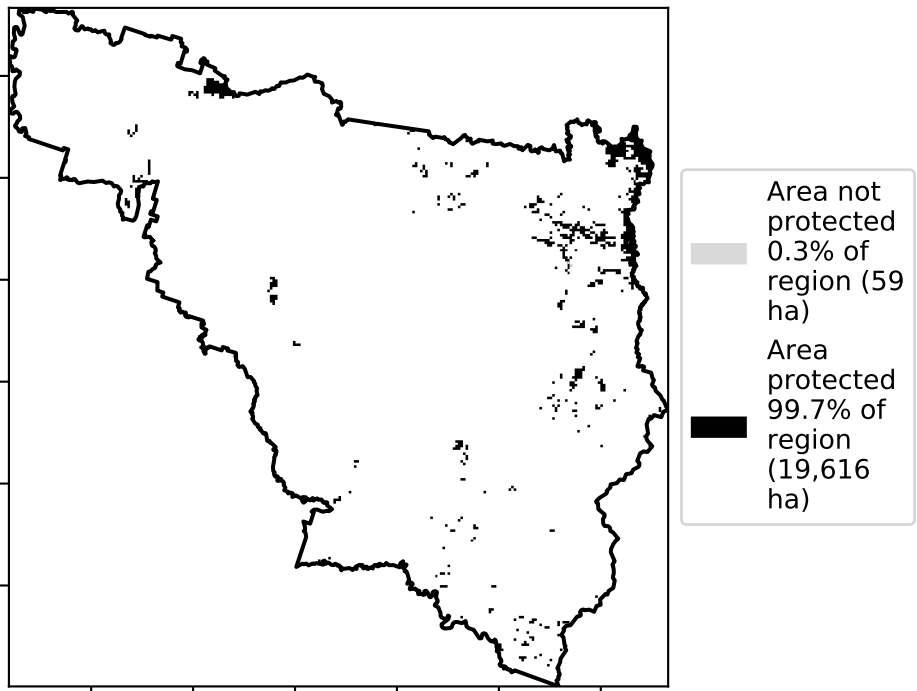 Area not
protected
0.3% of
region (59
ha)
Area
protected
99.7% of
region
(19,616
ha)